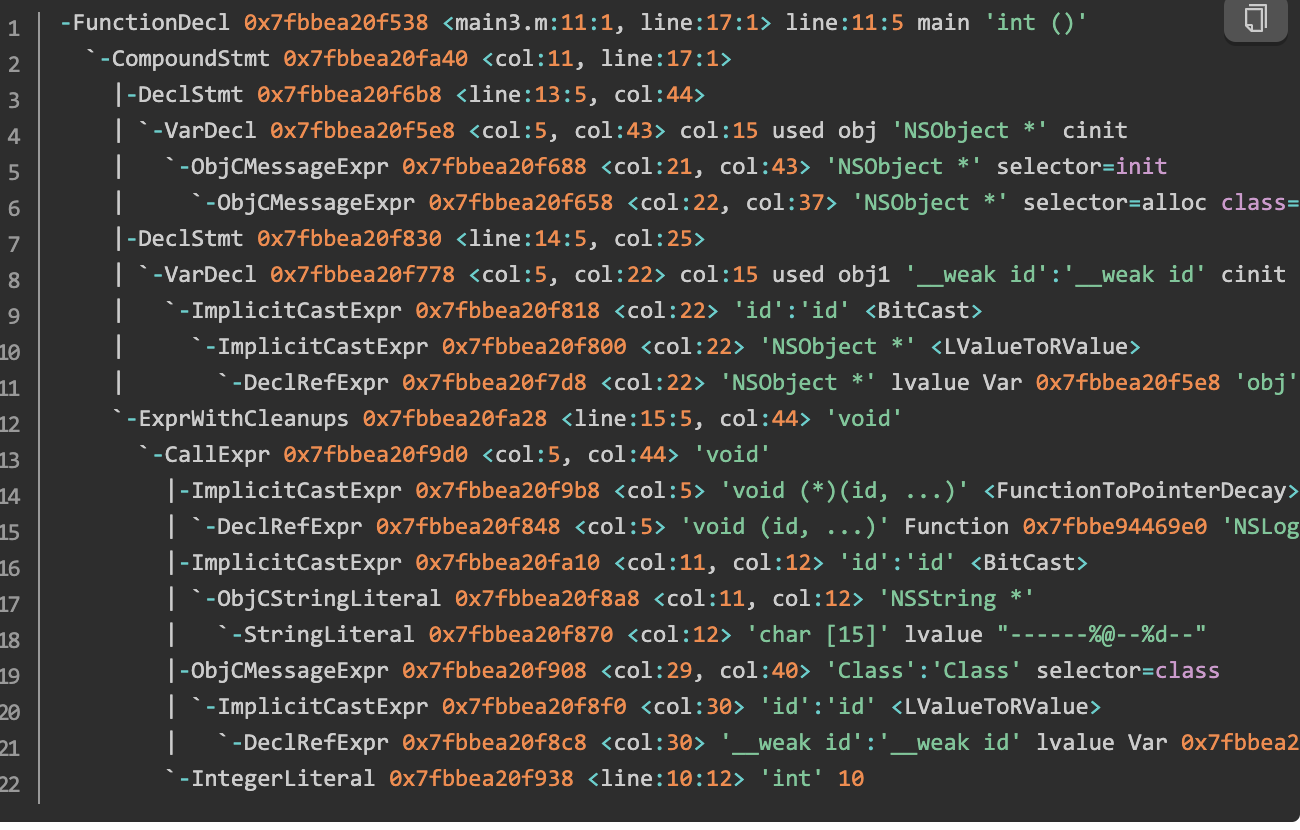 1 -FunctionDecl 0x7fbbea20f538 <main3.m:11:1, line:17:1> line:11:5 main 'int ()'
2 `-CompoundStmt 0x7fbbea20fa40 <col:11, line:17:1>
3 |-DeclStmt 0x7fbbea20f6b8 <line:13:5, col:44>
4 | `-VarDecl 0x7fbbea20f5e8 <col:5, col:43> col:15 used obj 'NSObject *' cinit
5 | `-ObjCMessageExpr 0x7fbbea20f688 <col:21, col:43> 'NSObject *' selector=init
6 | `-ObjCMessageExpr 0x7fbbea20f658 <col:22, col:37> 'NSObject *' selector=alloc class=
7 |-DeclStmt 0x7fbbea20f830 <line:14:5, col:25>
8 | `-VarDecl 0x7fbbea20f778 <col:5, col:22> col:15 used obj1 '__weak id':'__weak id' cinit
9 | `-ImplicitCastExpr 0x7fbbea20f818 <col:22> 'id':'id' <BitCast>
10 | `-ImplicitCastExpr 0x7fbbea20f800 <col:22> 'NSObject *' <LValueToRValue>
11 | `-DeclRefExpr 0x7fbbea20f7d8 <col:22> 'NSObject *' lvalue Var 0x7fbbea20f5e8 'obj'
12 `-ExprWithCleanups 0x7fbbea20fa28 <line:15:5, col:44> 'void'
13 `-CallExpr 0x7fbbea20f9d0 <col:5, col:44> 'void'
14 |-ImplicitCastExpr 0x7fbbea20f9b8 <col:5> 'void (*)(id, ...)' <FunctionToPointerDecay>
15 | `-DeclRefExpr 0x7fbbea20f848 <col:5> 'void (id, ...)' Function 0x7fbbe94469e0 'NSLog
16 |-ImplicitCastExpr 0x7fbbea20fa10 <col:11, col:12> 'id':'id' <BitCast>
17 | `-ObjCStringLiteral 0x7fbbea20f8a8 <col:11, col:12> 'NSString *'
18 | `-StringLiteral 0x7fbbea20f870 <col:12> 'char [15]' lvalue "------%@--%d--"
19 |-ObjCMessageExpr 0x7fbbea20f908 <col:29, col:40> 'Class':'Class' selector=class
20 | `-ImplicitCastExpr 0x7fbbea20f8f0 <col:30> 'id':'id' <LValueToRValue>
21 | `-DeclRefExpr 0x7fbbea20f8c8 <col:30> '__weak id':'__weak id' lvalue Var 0x7fbbea2
22 `-IntegerLiteral 0x7fbbea20f938 <line:10:12> 'int' 10